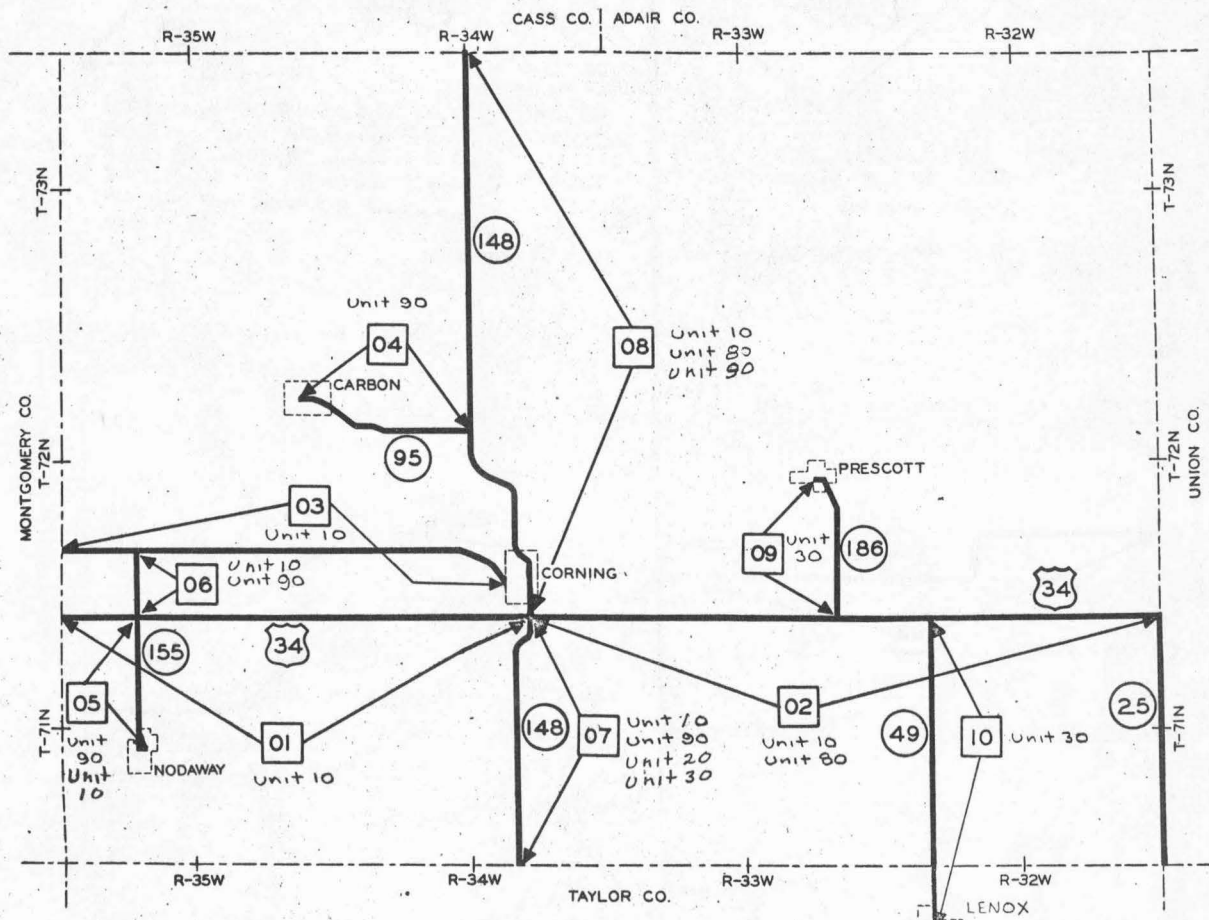 CASS CO. ADAIR CO.
R-35W
R-34W
R-33W
R-32W
T-73N
T-73N
148
Unit 90
04
08
Unit 10
Unit 80
Unit 90
CARBON
MONTGOMERY CO.
T-72N
95
PRESCOTT
T-72N
UNION CO.
03
Unit 10
09
Unit
30
186
06
Unit 10
Unit 90
CORNING
34
155
34
05
Unit
90
Unit
10
NODAWAY
T-71N
01
Unit 10
148
07
Unit 10
Unit 90
Unit 20
Unit 30
02
Unit 10
Unit 80
49
10
Unit 30
25
T-71N
R-35W
R-34W
R-33W
R-32W
TAYLOR CO.
LENOX